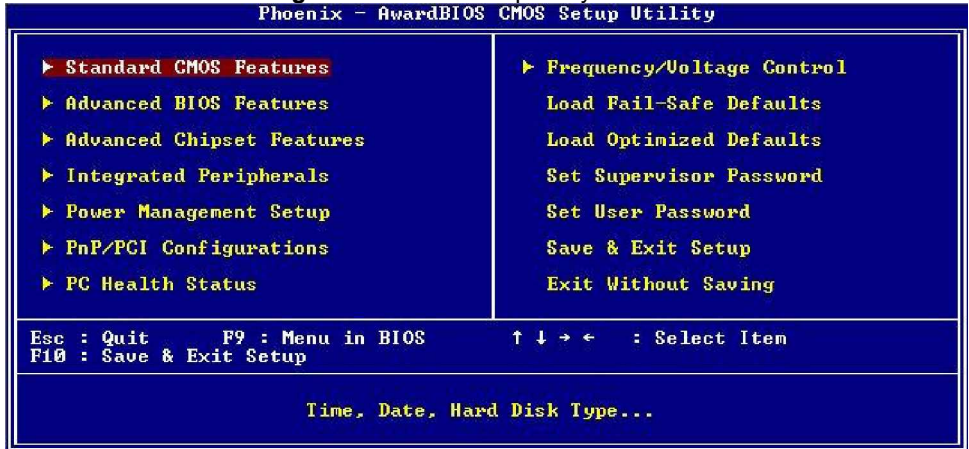 Phoenix - AwardBIOS CMOS Setup Utility
► Standard CMOS Features
► Advanced BIOS Features
► Advanced Chipset Features
► Integrated Peripherals
► Power Management Setup
► PnP/PCI Configurations
► PC Health Status
► Frequency/Voltage Control
Load Fail-Safe Defaults
Load Optimized Defaults
Set Supervisor Password
Set User Password
Save & Exit Setup
Exit Without Saving
Esc : Quit F9 : Menu in BIOS ↑ ↓ → ← : Select Item
F10 : Save & Exit Setup
Time, Date, Hard Disk Type...